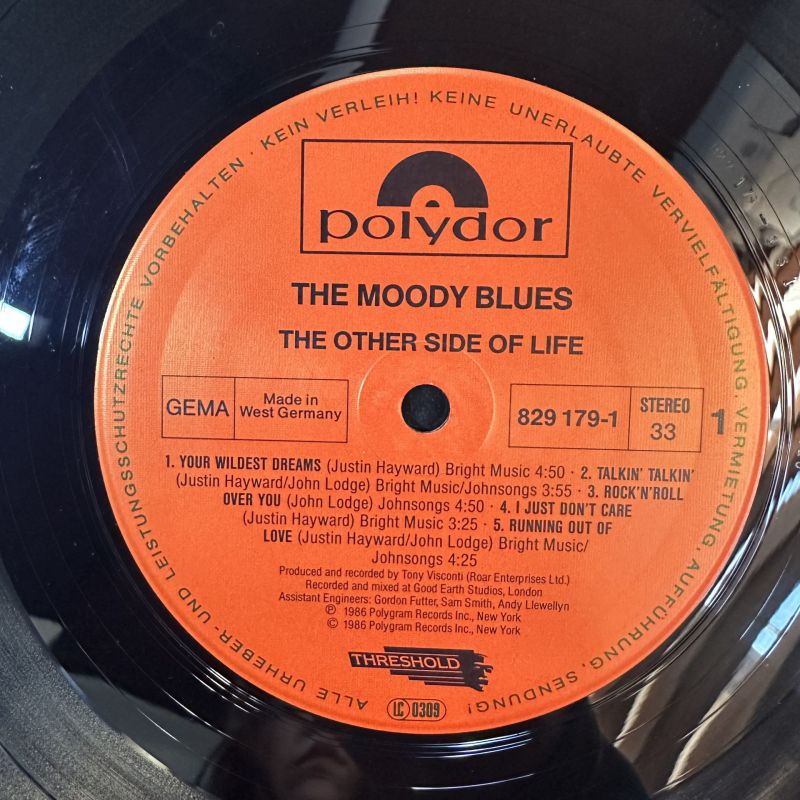 ALLE URHEBER- UND LEISTUNGSSCHUTZRECHTE VORBEHALTEN · KEIN VERLEIH! KEINE UNERLAUBTE VERVIELFÄLTIGUNG, VERMIETUNG, AUFFÜHRUNG, SENDUNG!
polydor
THE MOODY BLUES
THE OTHER SIDE OF LIFE
GEMA
Made in
West Germany
829 179-1
STEREO
33
1
1. YOUR WILDEST DREAMS (Justin Hayward) Bright Music 4:50 · 2. TALKIN' TALKIN'
(Justin Hayward/John Lodge) Bright Music/Johnsongs 3:55 · 3. ROCK'N'ROLL
OVER YOU (John Lodge) Johnsongs 4:50 · 4. I JUST DON'T CARE
(Justin Hayward) Bright Music 3:25 · 5. RUNNING OUT OF
LOVE (Justin Hayward/John Lodge) Bright Music/
Johnsongs 4:25
Produced and recorded by Tony Visconti (Roar Enterprises Ltd.)
Recorded and mixed at Good Earth Studios, London
Assistant Engineers: Gordon Futter, Sam Smith, Andy Llewellyn
℗ 1986 Polygram Records Inc., New York
© 1986 Polygram Records Inc., New York
THRESHOLD
LC 0309